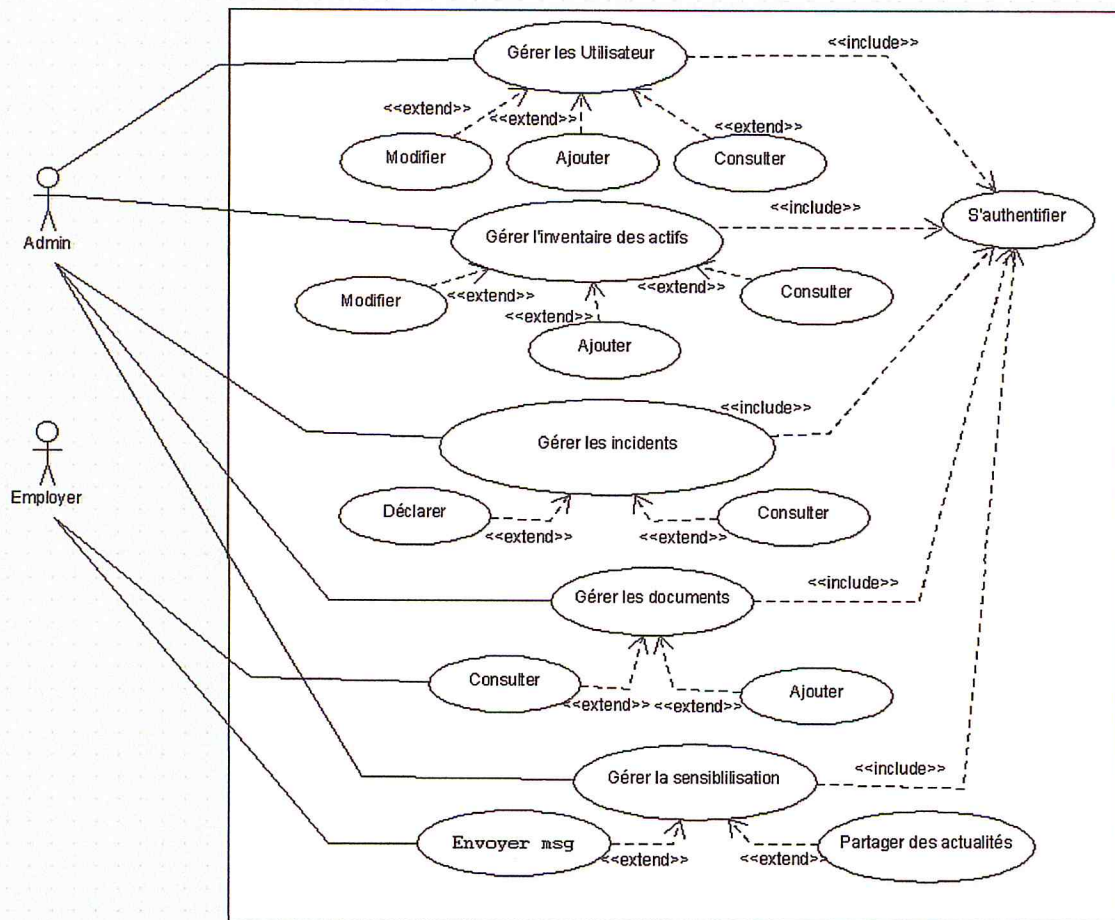 Gérer les Utilisateur
<<include>>
<<extend>>
<<extend>>
<<extend>>
Modifier
Ajouter
Consulter
Admin
Gérer l'inventaire des actifs
<<include>>
S'authentifier
Modifier
<<extend>>
<<extend>>
<<extend>>
Consulter
Ajouter
Gérer les incidents
<<include>>
Employer
Déclarer
<<extend>>
<<extend>>
Consulter
Gérer les documents
<<include>>
Consulter
<<extend>>
<<extend>>
Ajouter
Gérer la sensiblilisation
<<include>>
Envoyer msg
<<extend>>
<<extend>>
Partager des actualités